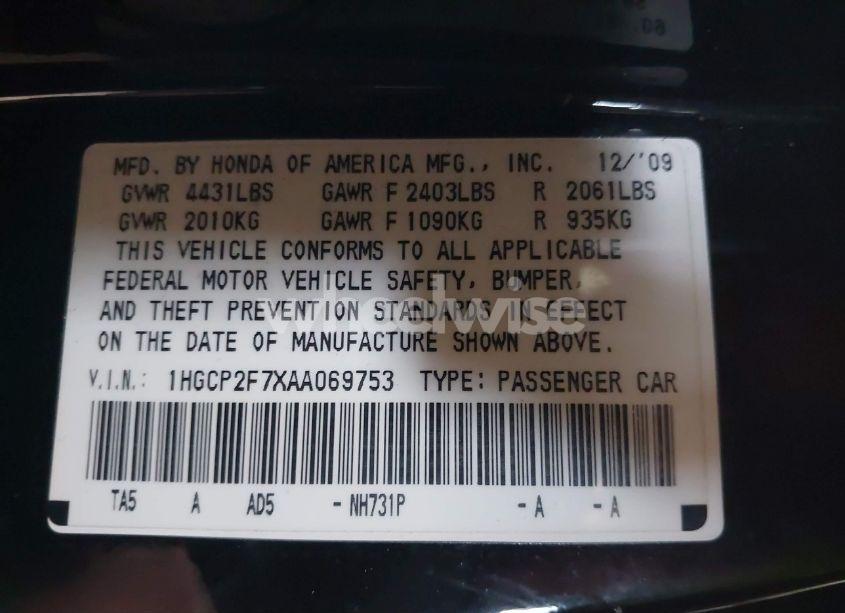 MFD. BY HONDA OF AMERICA MFG., INC. 12/'09
GVWR 4431LBS GAWR F 2403LBS R 2061LBS
GVWR 2010KG GAWR F 1090KG R 935KG
THIS VEHICLE CONFORMS TO ALL APPLICABLE
FEDERAL MOTOR VEHICLE SAFETY, BUMPER,
AND THEFT PREVENTION STANDARDS IN EFFECT
wheelwise
ON THE DATE OF MANUFACTURE SHOWN ABOVE.
V.I.N.: 1HGCP2F7XAA069753 TYPE: PASSENGER CAR
TA5 A AD5 - NH731P - A - A